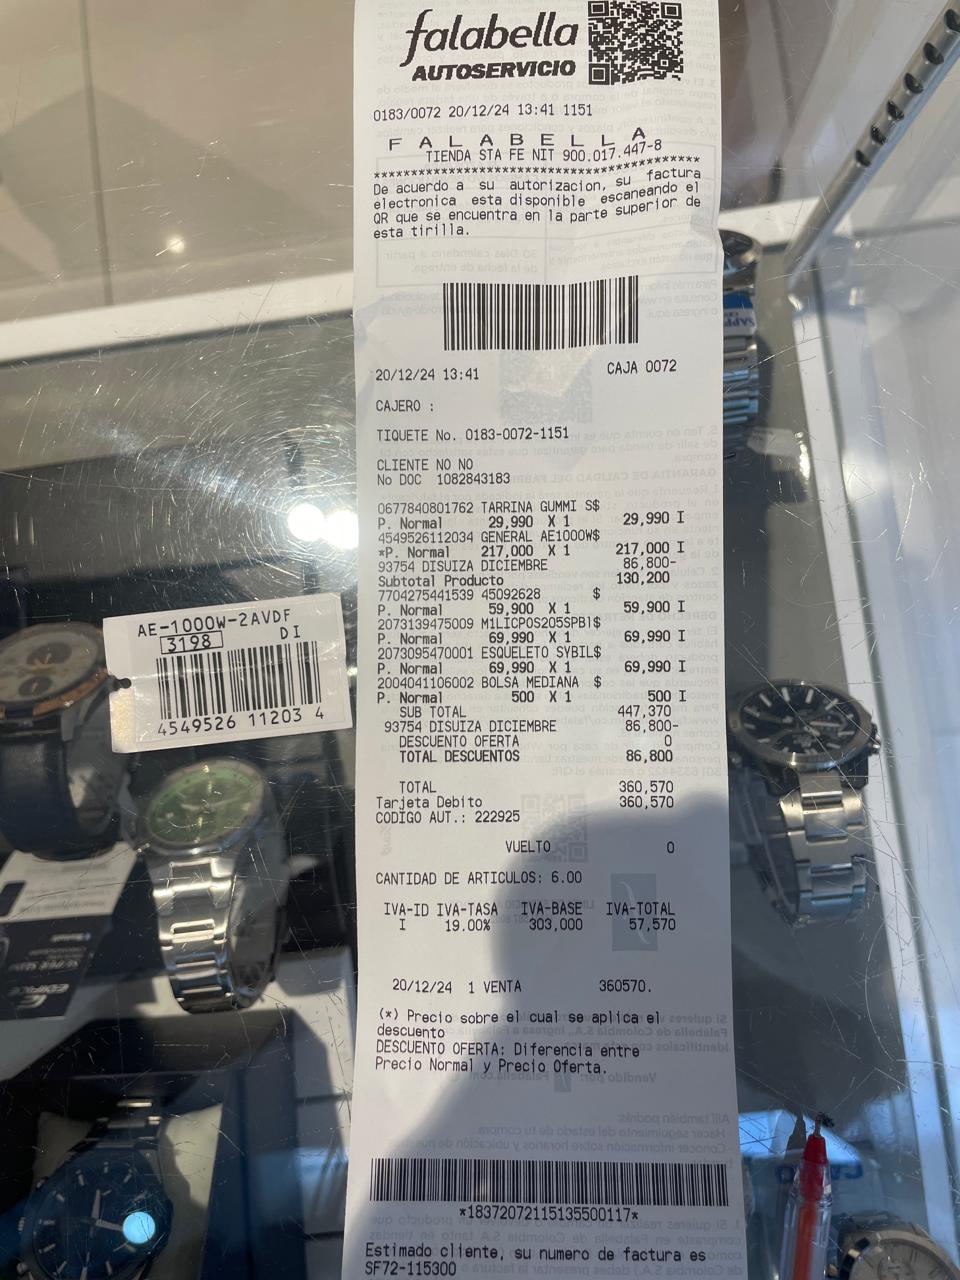 falabella
AUTOSERVICIO
0183/0072 20/12/24 13:41 1151
F A L A B E L L A
TIENDA STA FE NIT 900.017.447-8
****************************************
De acuerdo a su autorizacion, su factura
electronica esta disponible escaneando el
QR que se encuentra en la parte superior de
esta tirilla.
20/12/24 13:41 CAJA 0072
CAJERO :
TIQUETE No. 0183-0072-1151
CLIENTE NO NO
No DOC 1082843183
0677840801762 TARRINA GUMMI S$
P. Normal 29,990 X 1 29,990 I
4549526112034 GENERAL AE1000W$
*P. Normal 217,000 X 1 217,000 I
93754 DISUIZA DICIEMBRE 86,800-
Subtotal Producto 130,200
7704275441539 45092628 $
P. Normal 59,900 X 1 59,900 I
2073139475009 M1LICPOS205SPBl$
P. Normal 69,990 X 1 69,990 I
2073095470001 ESQUELETO SYBIL$
P. Normal 69,990 X 1 69,990 I
2004041106002 BOLSA MEDIANA $
P. Normal 500 X 1 500 I
SUB TOTAL 447,370
93754 DISUIZA DICIEMBRE 86,800-
DESCUENTO OFERTA 0
TOTAL DESCUENTOS 86,800
TOTAL 360,570
Tarjeta Debito 360,570
CODIGO AUT.: 222925
VUELTO 0
CANTIDAD DE ARTICULOS: 6.00
IVA-ID IVA-TASA IVA-BASE IVA-TOTAL
I 19.00% 303,000 57,570
20/12/24 1 VENTA 360570.
(*) Precio sobre el cual se aplica el
descuento
DESCUENTO OFERTA: Diferencia entre
Precio Normal y Precio Oferta.
*18372072115135500117*
Estimado cliente, su numero de factura es
SF72-115300
AE-1000W-2AVDF
3198 DI
4549526 11203 4
EDIFICE